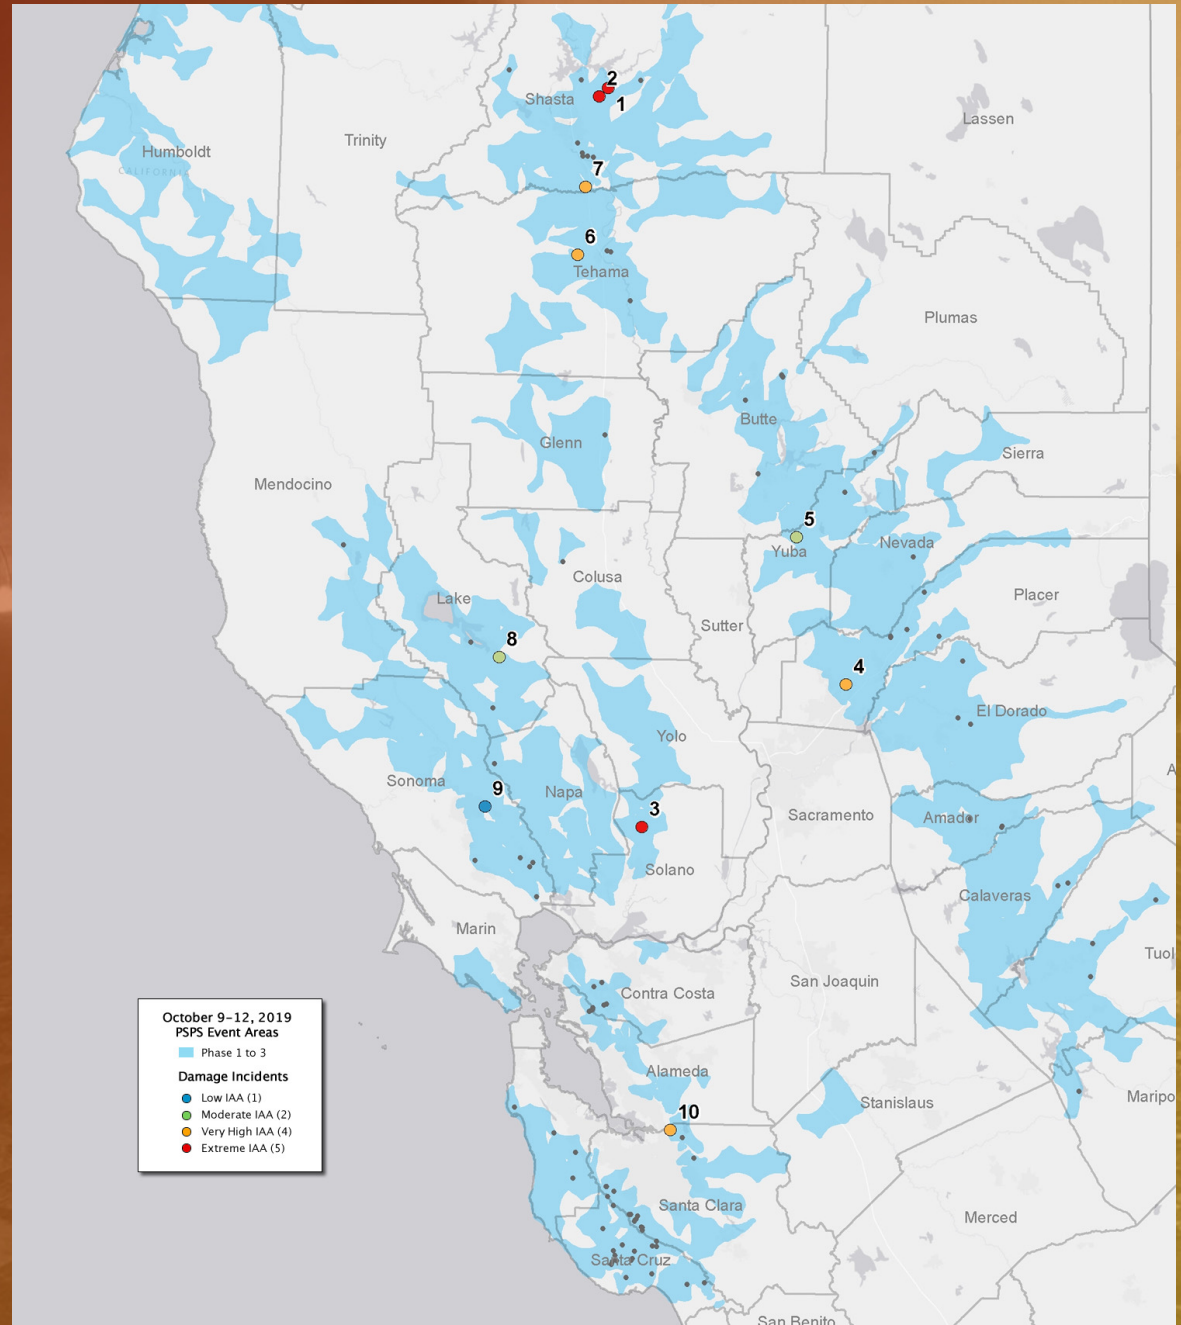 2
Shasta
1
Lassen
Trinity
Humboldt
CALIFORNIA
7
6
Tehama
Plumas
Butte
Glenn
Sierra
Mendocino
5
Yuba
Nevada
Colusa
Lake
Placer
Sutter
8
4
El Dorado
Yolo
A
Sonoma
9
Napa
3
Sacramento
Amador
Solano
Calaveras
Marin
Tuol
San Joaquin
Contra Costa
October 9-12, 2019
PSPS Event Areas
Phase 1 to 3
Damage Incidents
Low IAA (1)
Moderate IAA (2)
Very High IAA (4)
Extreme IAA (5)
Alameda
Maripo
Stanislaus
10
Santa Clara
Merced
Santa Cruz
San Benito